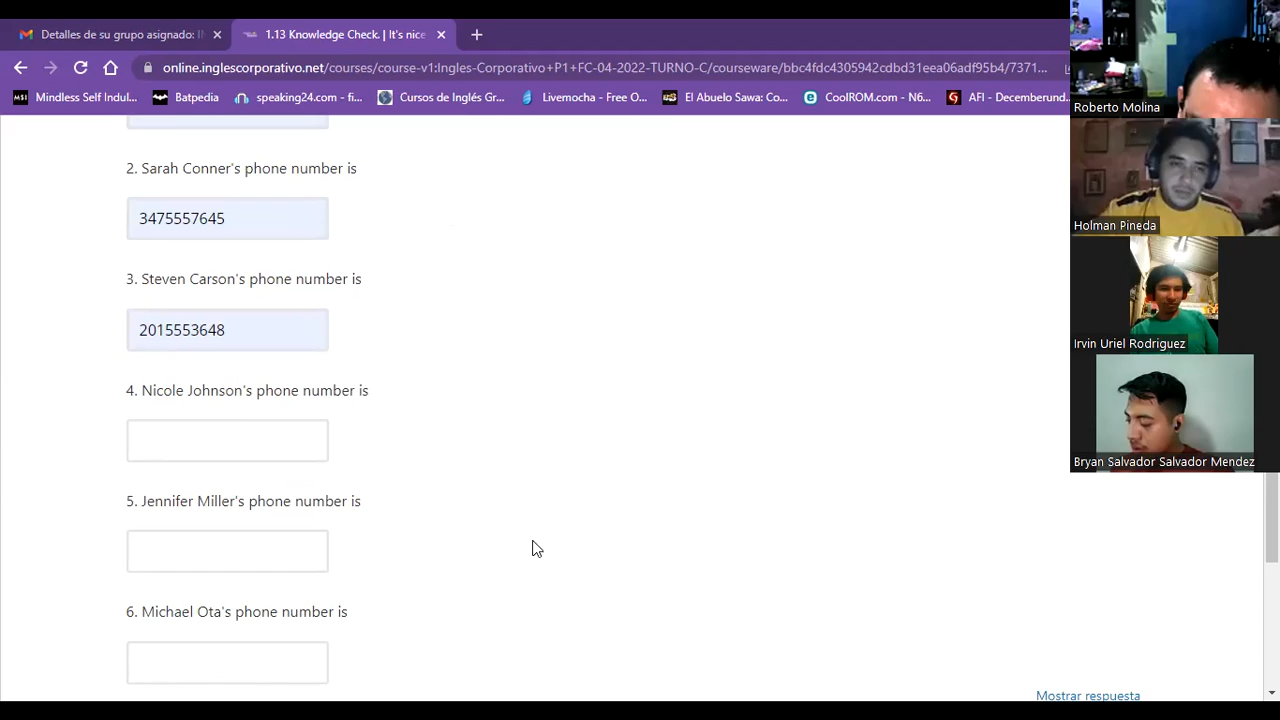 Detalles de su grupo asignado: I
1.13 Knowledge Check. | It's nice
online.inglescorporativo.net/courses/course-v1:Ingles-Corporativo+P1+FC-04-2022-TURNO-C/courseware/bbc4fdc4305942cdbd31eea06adf95b4/7371...
Mindless Self Indul...
Batpedia
speaking24.com - fi...
Cursos de Inglés Gr...
Livemocha - Free O...
El Abuelo Sawa: Co...
CoolROM.com - N6...
AFI - Decemberund...
Roberto Molina
2. Sarah Conner's phone number is
3475557645
Holman Pineda
3. Steven Carson's phone number is
2015553648
Irvin Uriel Rodriguez
4. Nicole Johnson's phone number is
Bryan Salvador Salvador Mendez
5. Jennifer Miller's phone number is
6. Michael Ota's phone number is
Mostrar respuesta